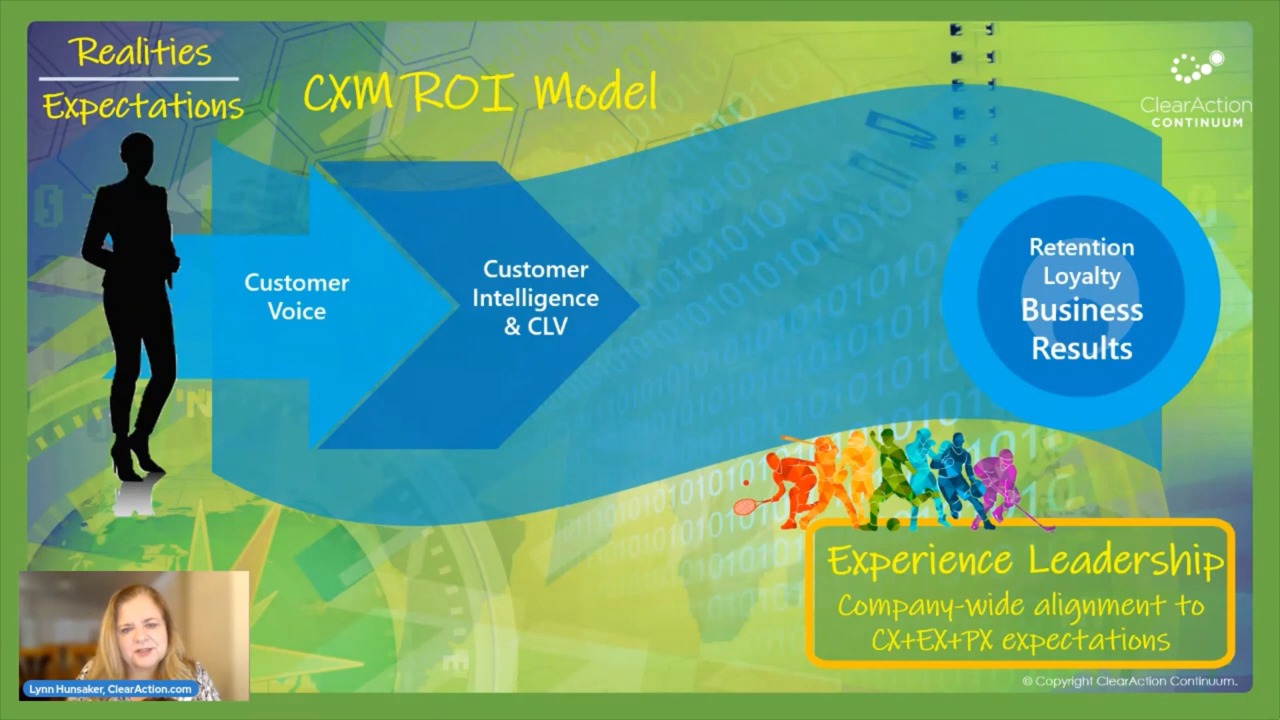 Realities
Expectations
CXM ROI Model
ClearAction
CONTINUUM
Customer
Voice
Customer
Intelligence
& CLV
Retention
Loyalty
Business
Results
Experience Leadership
Company-wide alignment to
CX+EX+PX expectations
Lynn Hunsaker, ClearAction.com
© Copyright ClearAction Continuum.